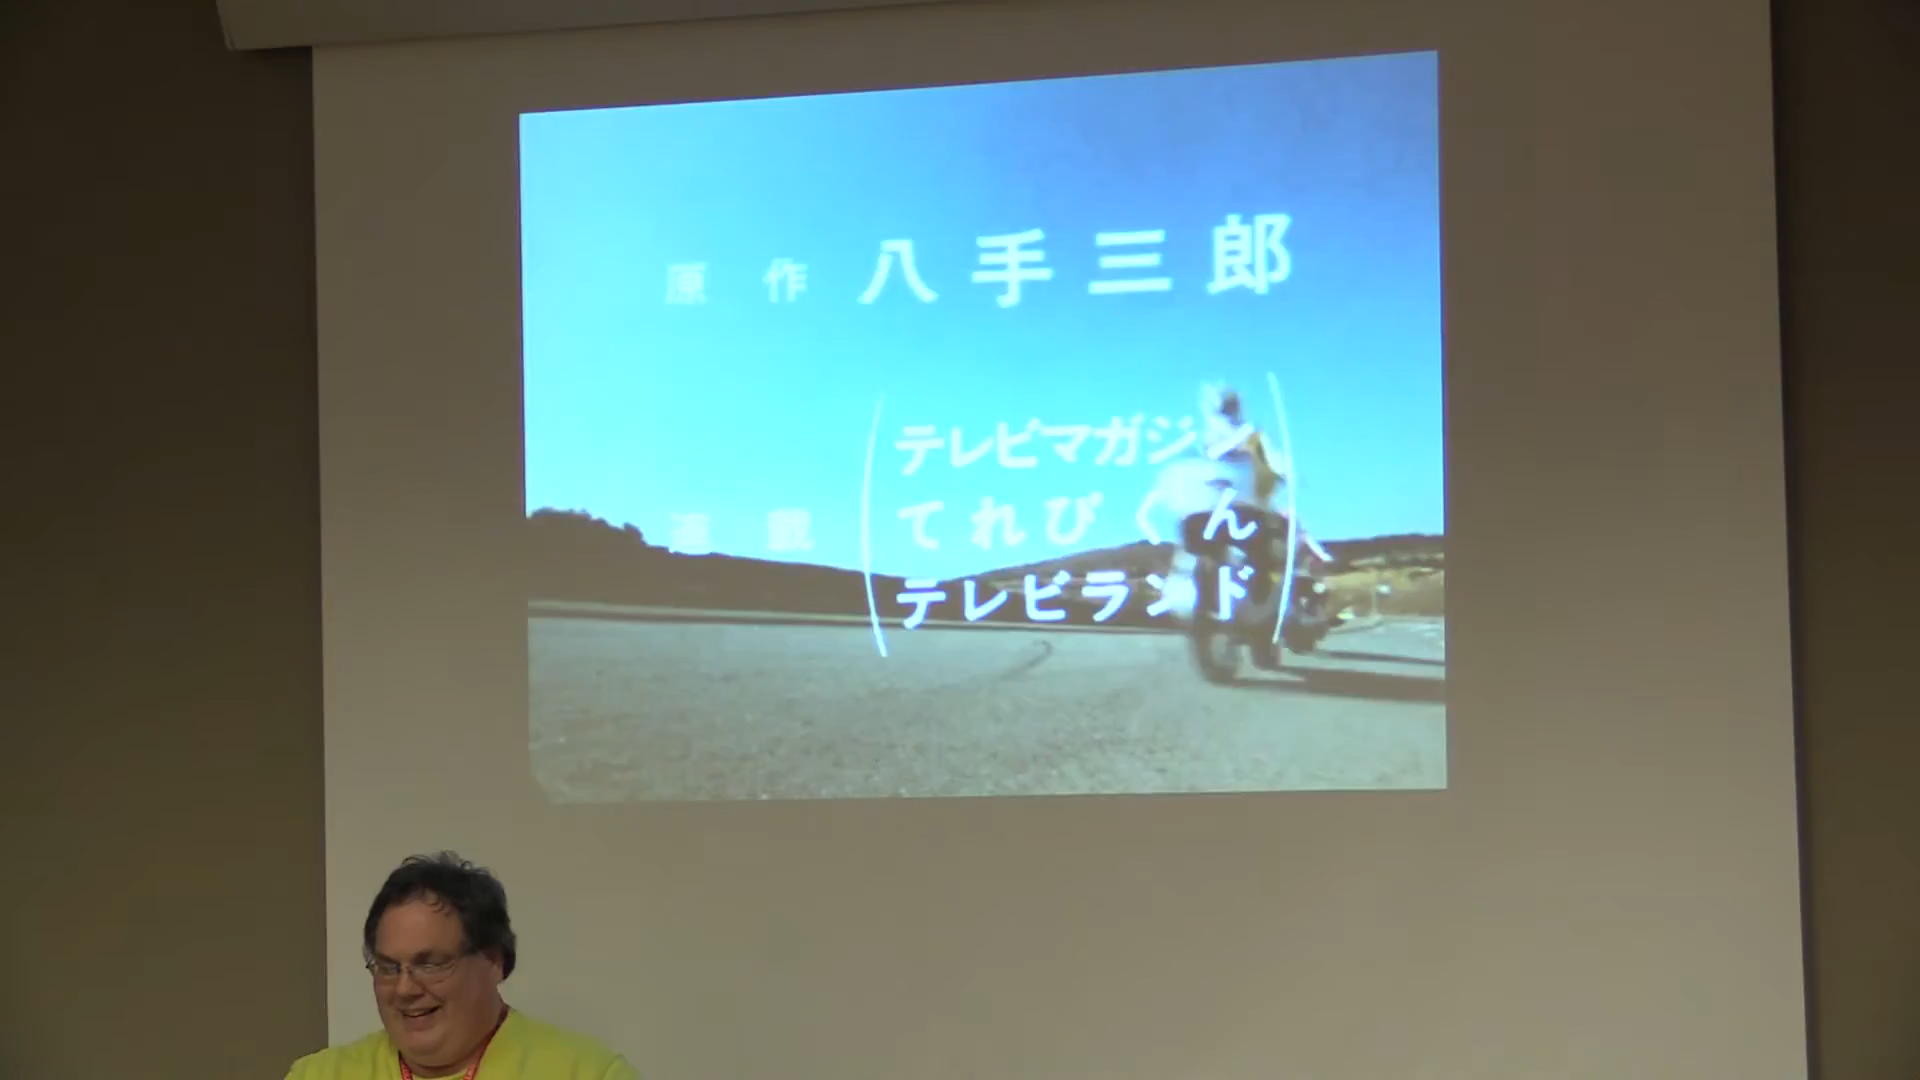 原作 八手三郎
テレビマガジン
連載 てれびくん
テレビランド